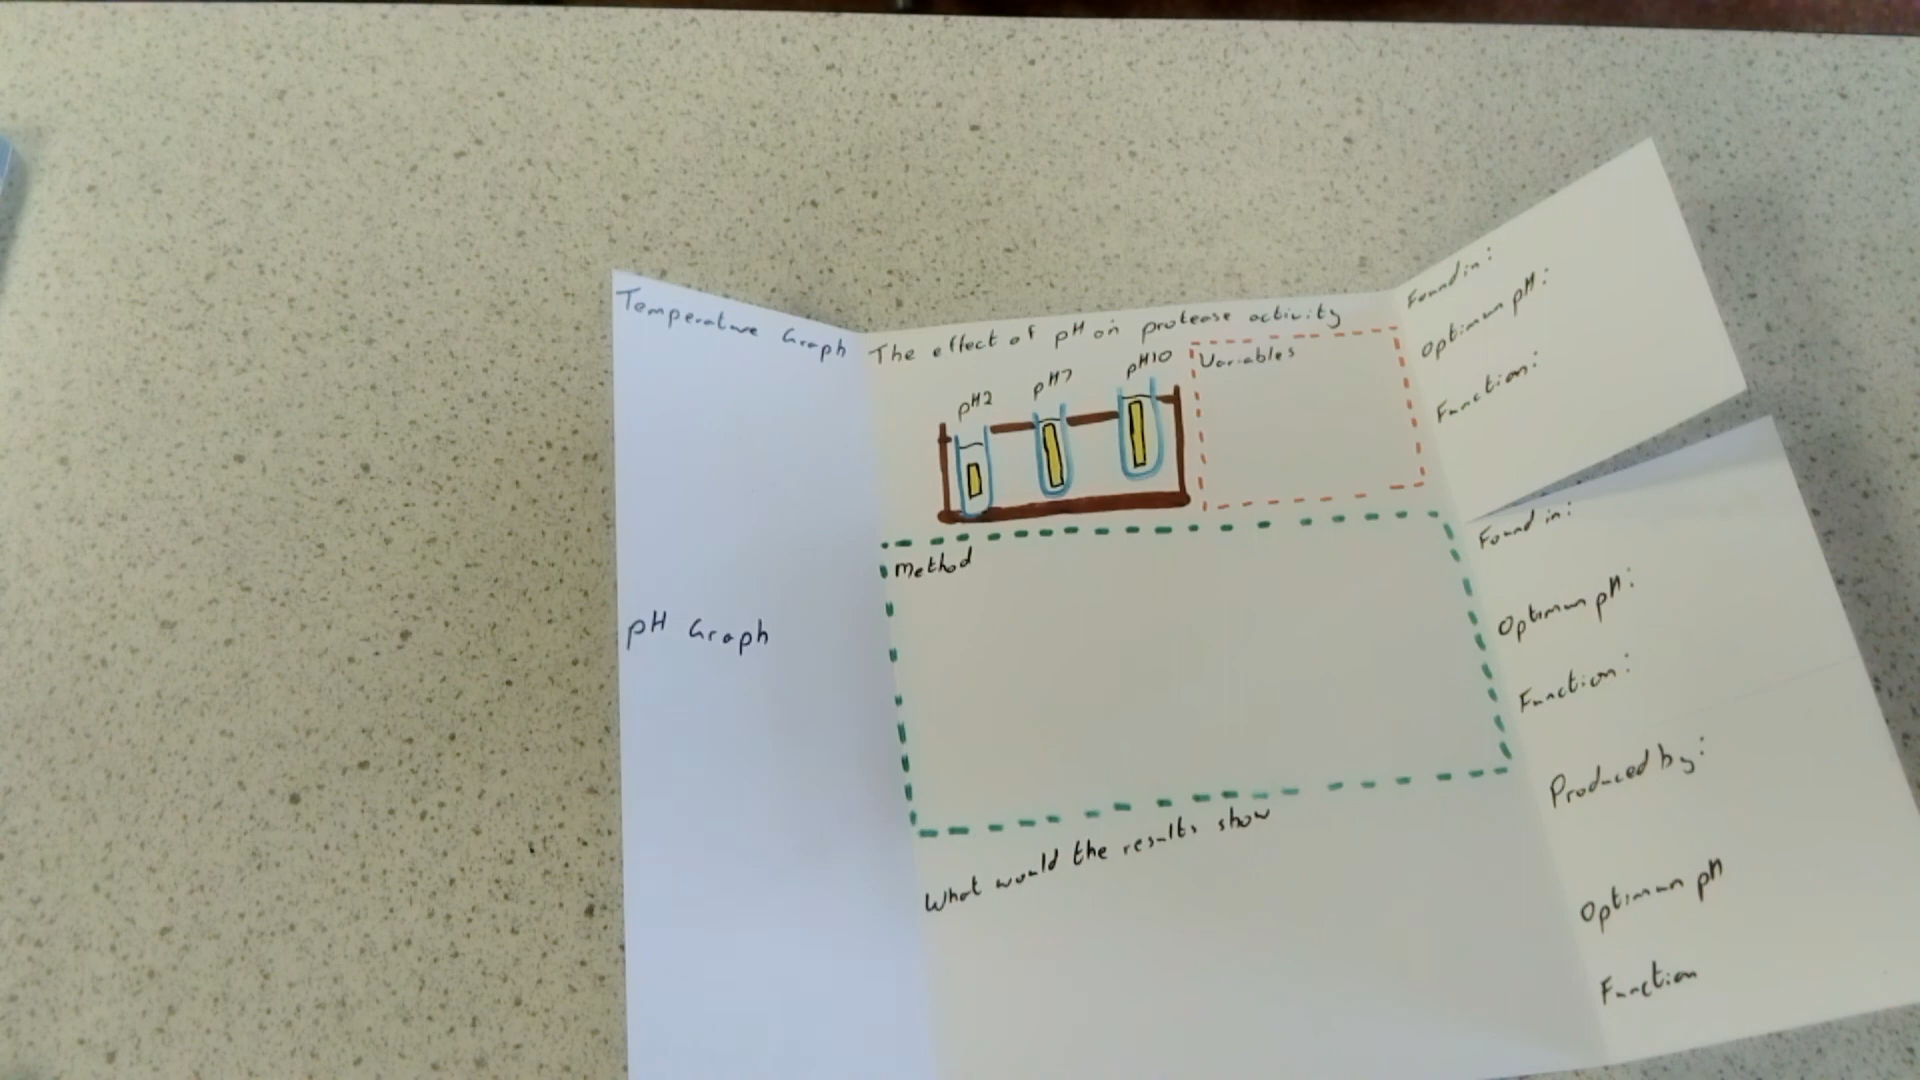 Temperature Graph
pH Graph
The effect of pH on protease activity
pH2
pH7
pH10
Variables
Method
What would the results show
Found in:
Optimum pH:
Function:
Found in:
Optimum pH:
Function:
Produced by:
Optimum pH
Function